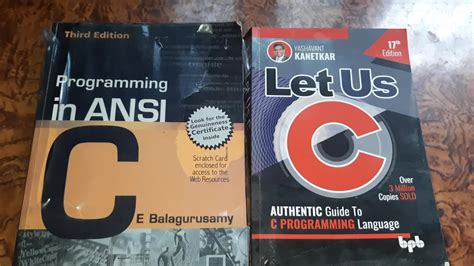 Third Edition
Programming
in ANSI
C
Look for the
Genuineness
Certificate
Inside
Scratch Card
enclosed for
access to the
Web Resources
E Balagurusamy
YASHAVANT
KANETKAR
17th
Edition
Let Us
C
Over
3 Million
Copies SOLD
AUTHENTIC Guide To
C PROGRAMMING Language
bpb